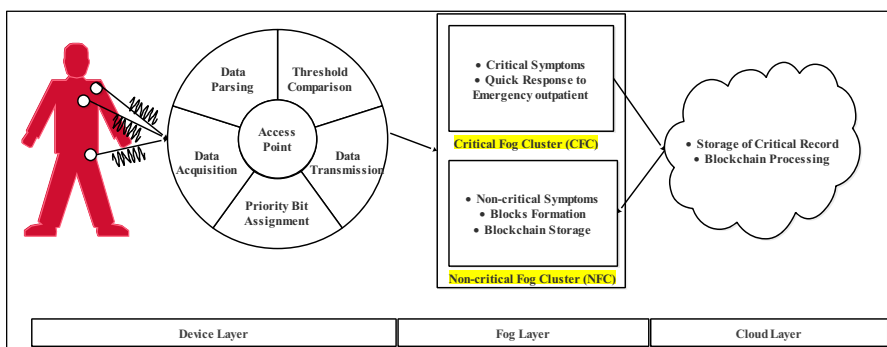 Data
Parsing
Threshold
Comparison
Access
Point
Data
Acquisition
Data
Transmission
Priority Bit
Assignment
• Critical Symptoms
• Quick Response to
Emergency outpatient
Critical Fog Cluster (CFC)
• Non-critical Symptoms
• Blocks Formation
• Blockchain Storage
Non-critical Fog Cluster (NFC)
• Storage of Critical Record
• Blockchain Processing
Device Layer
Fog Layer
Cloud Layer